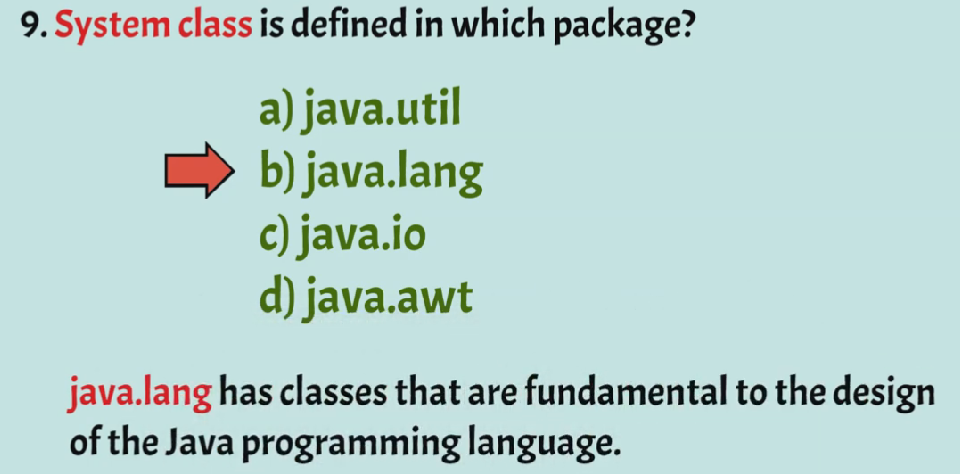 9. System class is defined in which package?
a) java.util
b) java.lang
c) java.io
d) java.awt
java.lang has classes that are fundamental to the design
of the Java programming language.